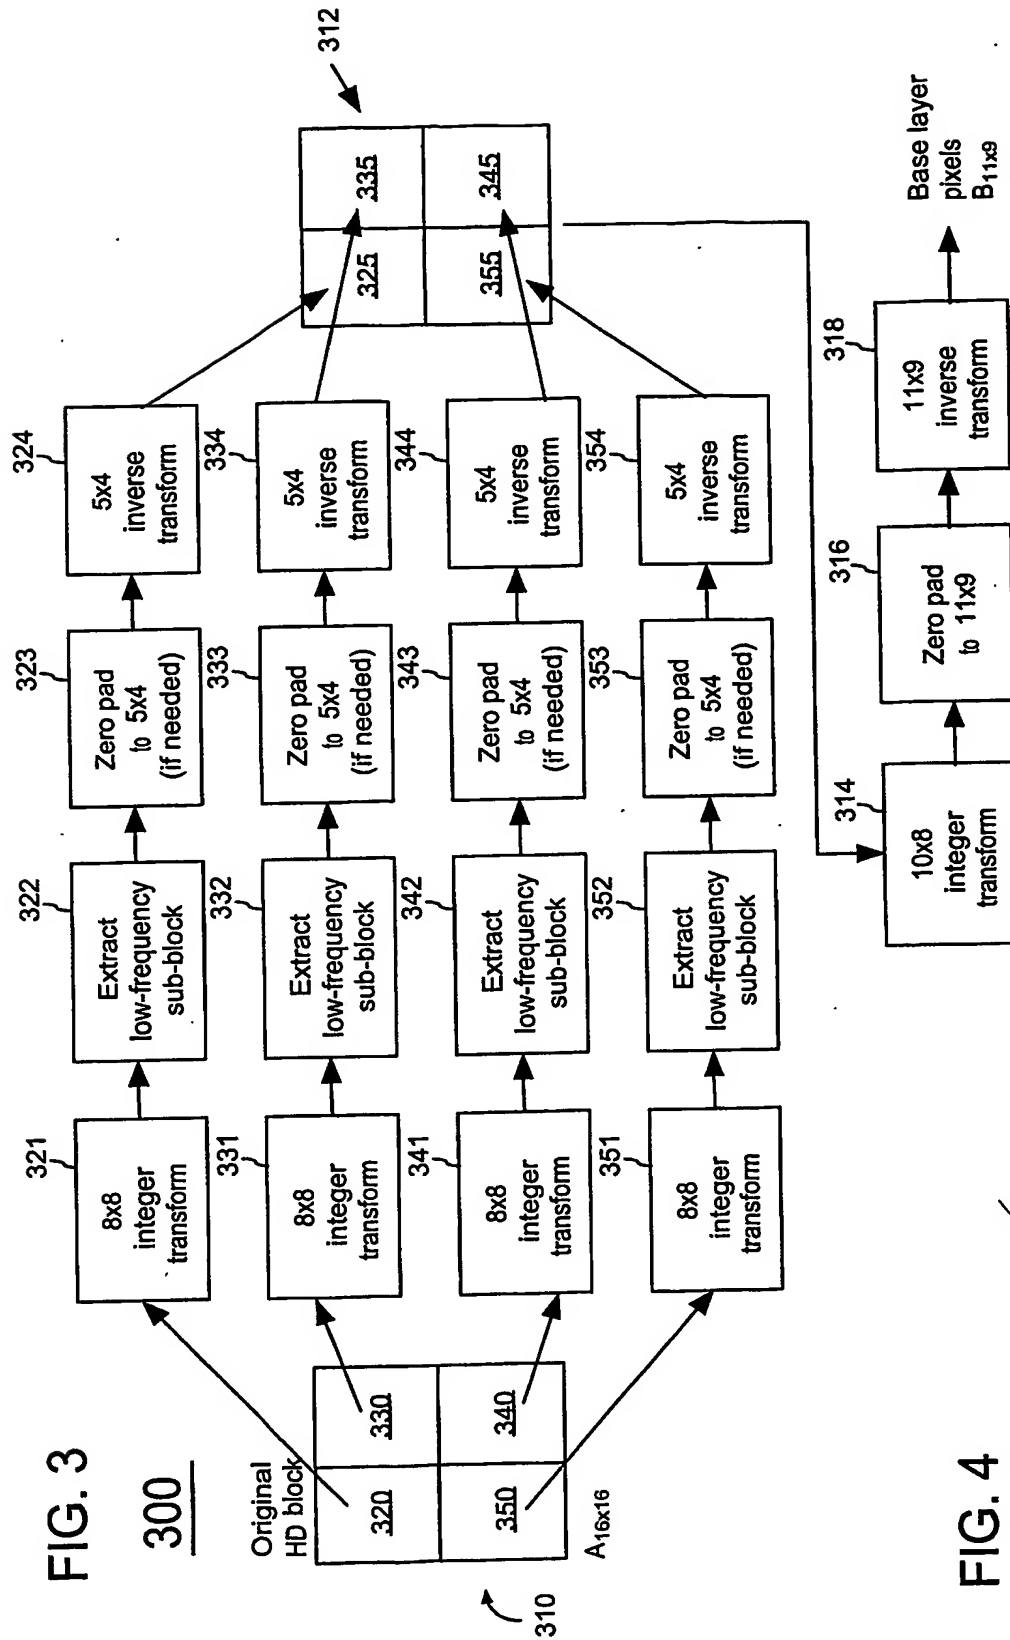 FIG. 3
300
Original
HD block
320
330
350
340
A16x16
310
321
8x8
integer
transform
322
Extract
low-frequency
sub-block
323
Zero pad
to 5x4
(if needed)
324
5x4
inverse
transform
331
8x8
integer
transform
332
Extract
low-frequency
sub-block
333
Zero pad
to 5x4
(if needed)
334
5x4
inverse
transform
341
8x8
integer
transform
342
Extract
low-frequency
sub-block
343
Zero pad
to 5x4
(if needed)
344
5x4
inverse
transform
351
8x8
integer
transform
352
Extract
low-frequency
sub-block
353
Zero pad
to 5x4
(if needed)
354
5x4
inverse
transform
312
325
335
355
345
314
10x8
integer
transform
316
Zero pad
to 11x9
318
11x9
inverse
transform
Base layer
pixels
B11x9
FIG. 4